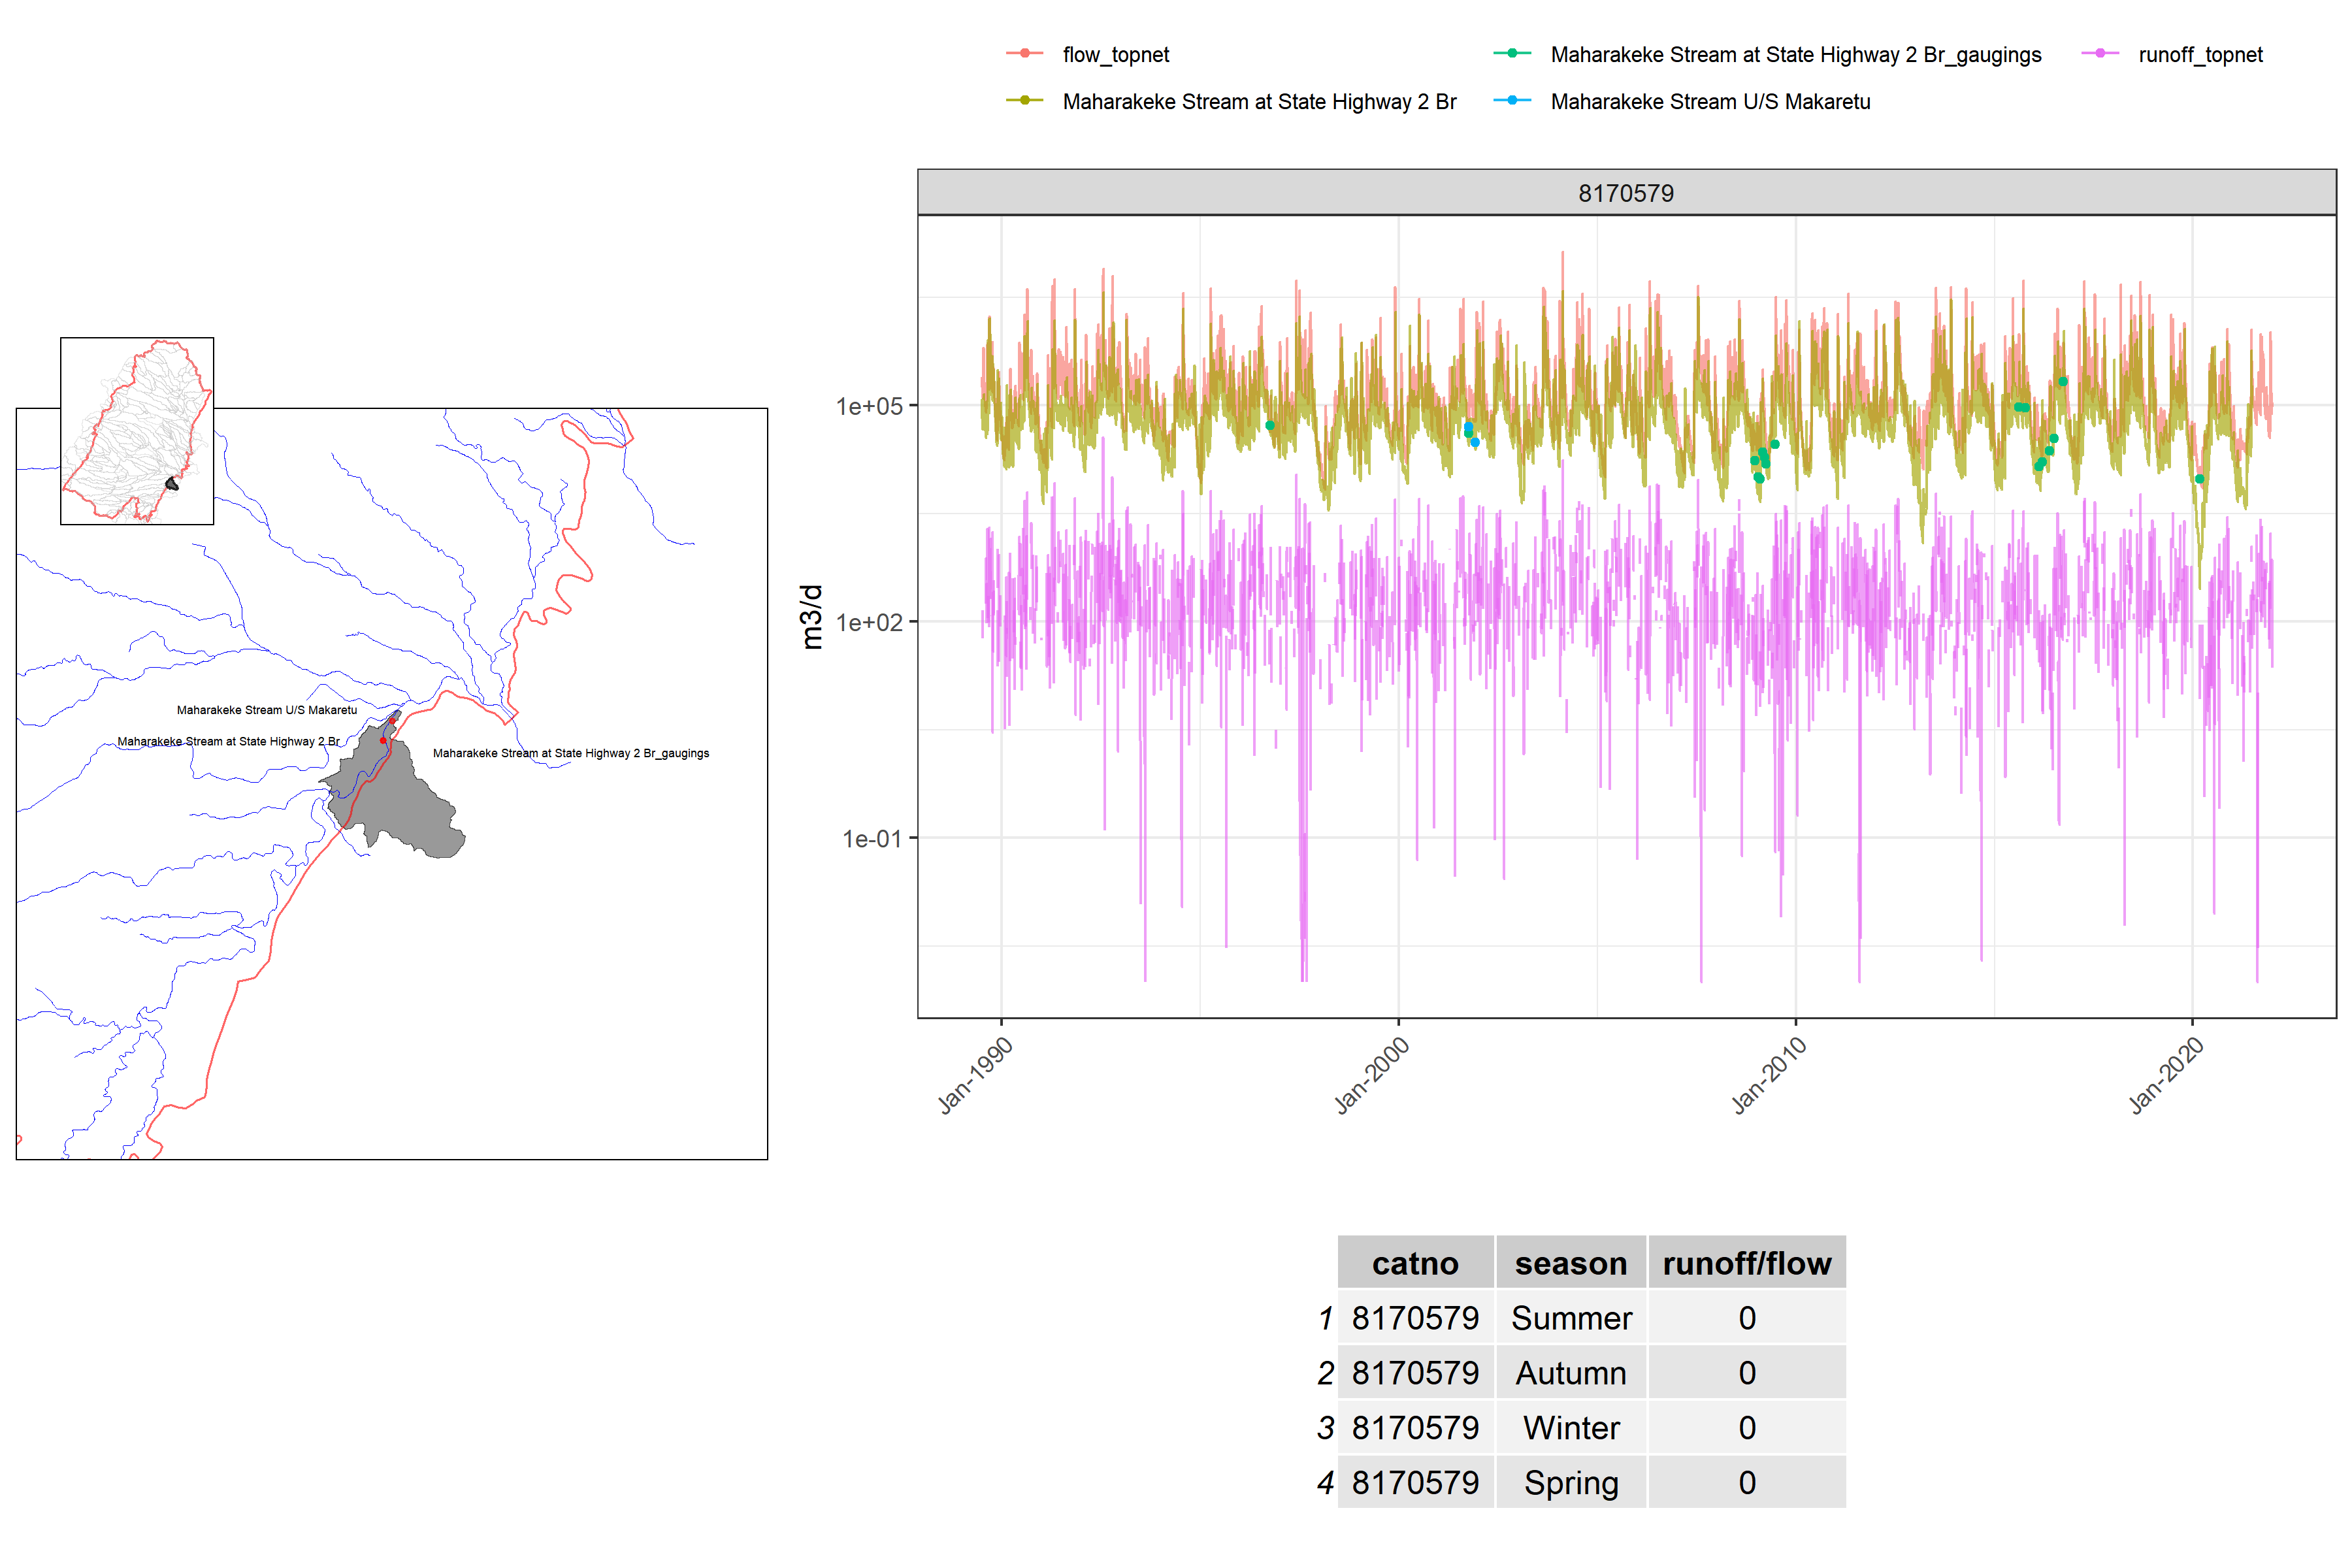 flow_topnet
Maharakeke Stream at State Highway 2 Br_gaugings
runoff_topnet
Maharakeke Stream at State Highway 2 Br
Maharakeke Stream U/S Makaretu
8170579
1e+05
1e+02
1e-01
m3/d
Jan-1990
Jan-2000
Jan-2010
Jan-2020
Maharakeke Stream U/S Makaretu
Maharakeke Stream at State Highway 2 Br
Maharakeke Stream at State Highway 2 Br_gaugings
catno season runoff/flow
1 8170579 Summer 0
2 8170579 Autumn 0
3 8170579 Winter 0
4 8170579 Spring 0